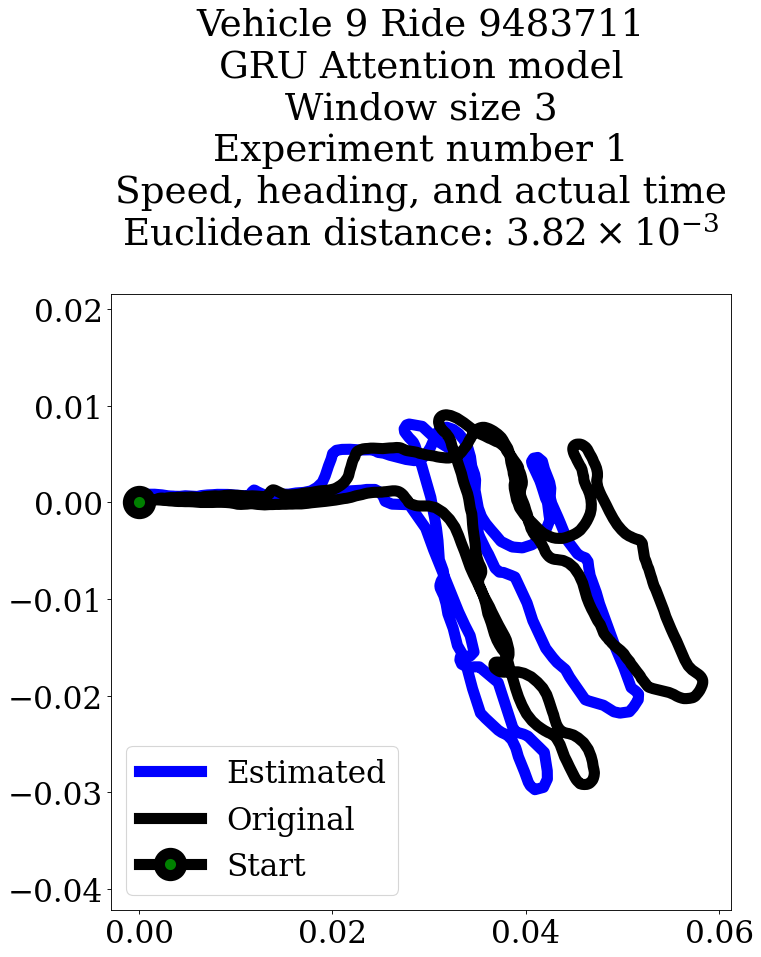 Vehicle 9 Ride 9483711
GRU Attention model
Window size 3
Experiment number 1
Speed, heading, and actual time
Euclidean distance: 3.82 × 10⁻³
0.02
0.01
0.00
−0.01
−0.02
−0.03
−0.04
Estimated
Original
Start
0.00 0.02 0.04 0.06